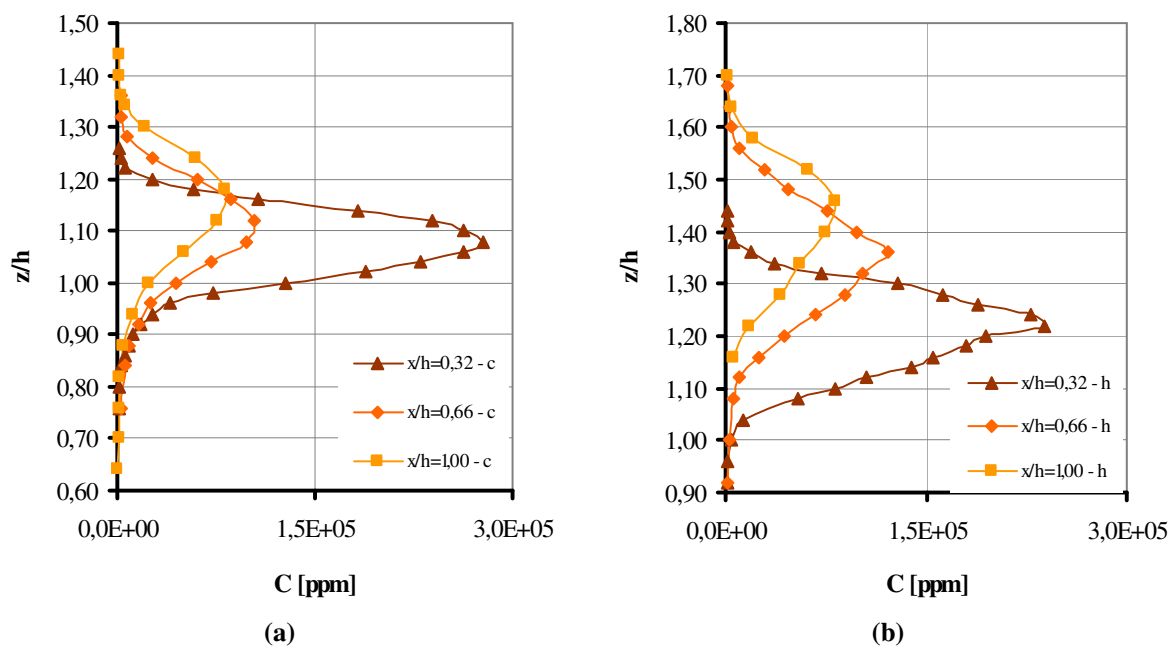 1,50
1,40
1,30
1,20
1,10
1,00
0,90
0,80
0,70
0,60
z/h
x/h=0,32 - c
x/h=0,66 - c
x/h=1,00 - c
0,0E+00
1,5E+05
3,0E+05
C [ppm]
(a)
1,80
1,70
1,60
1,50
1,40
1,30
1,20
1,10
1,00
0,90
z/h
x/h=0,32 - h
x/h=0,66 - h
x/h=1,00 - h
0,0E+00
1,5E+05
3,0E+05
C [ppm]
(b)